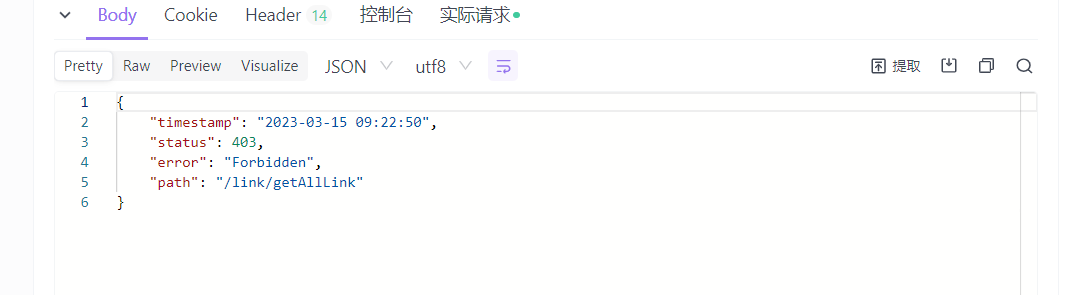 Body Cookie Header 14 控制台 实际请求
Pretty Raw Preview Visualize JSON utf8 提取
1 {
2 "timestamp": "2023-03-15 09:22:50",
3 "status": 403,
4 "error": "Forbidden",
5 "path": "/link/getAllLink"
6 }